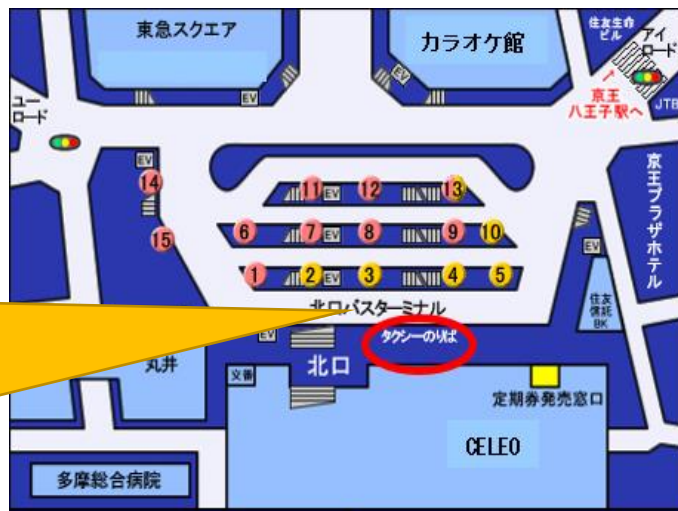 東急スクエア
カラオケ館
住友生命
ビル
アイ
ロード
京王
八王子駅へ
JTB
ユー
ロード
EV
EV
EV
14
11
EV
12
13
京王プラザホテル
15
6
7
EV
8
9
10
EV
1
2
EV
3
4
5
北口バスターミナル
住友
信託
BK
EV
タクシーのりば
丸井
交番
北口
定期券発売窓口
CELEO
多摩総合病院